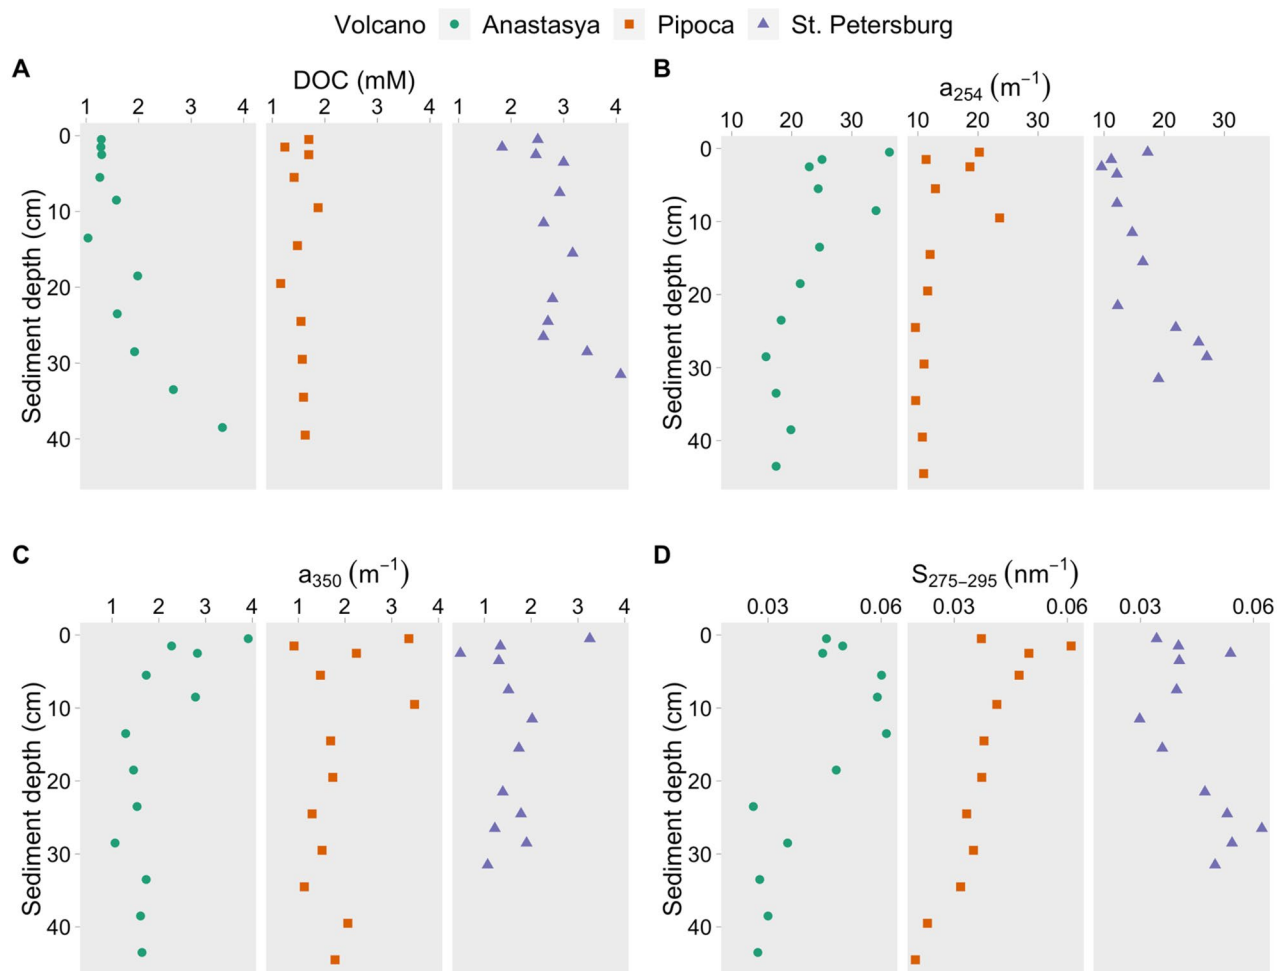 Volcano Anastasya Pipoca St. Petersburg
A
DOC (mM)
1 2 3 4 1 2 3 4 1 2 3 4
0
10
20
30
40
Sediment depth (cm)
B
a254 (m−1)
10 20 30 10 20 30 10 20 30
0
10
20
30
40
Sediment depth (cm)
C
a350 (m−1)
1 2 3 4 1 2 3 4 1 2 3 4
0
10
20
30
40
Sediment depth (cm)
D
S275−295 (nm−1)
0.03 0.06 0.03 0.06 0.03 0.06
0
10
20
30
40
Sediment depth (cm)